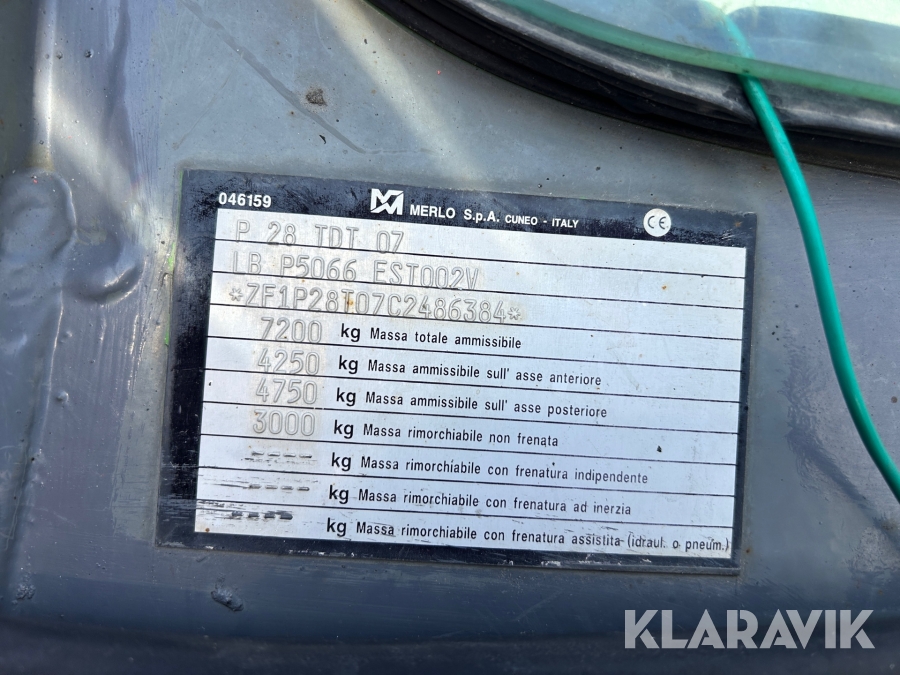 046159 MERLO S.p.A. CUNEO - ITALY CE
P 28 TDT 07
LB P5066 EST002V
*ZF1P28T07C2486384*
7200 kg Massa totale ammissibile
4250 kg Massa ammissibile sull' asse anteriore
4750 kg Massa ammissibile sull' asse posteriore
3000 kg Massa rimorchiabile non frenata
---- kg Massa rimorchiabile con frenatura indipendente
---- kg Massa rimorchiabile con frenatura ad inerzia
---- kg Massa rimorchiabile con frenatura assistita (idraul. o pneum.)
KLARAVIK